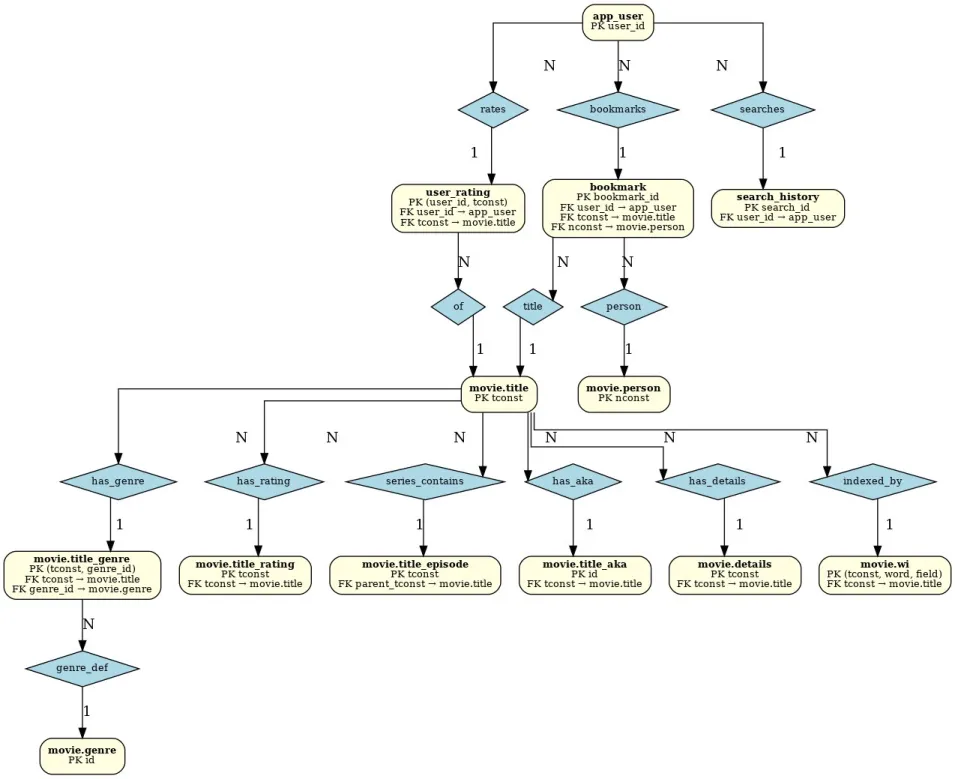 app_user
PK user_id
N
N
N
rates
bookmarks
searches
1
1
1
user_rating
PK (user_id, tconst)
FK user_id → app_user
FK tconst → movie.title
bookmark
PK bookmark_id
FK user_id → app_user
FK tconst → movie.title
FK nconst → movie.person
search_history
PK search_id
FK user_id → app_user
N
N
N
of
title
person
1
1
1
movie.title
PK tconst
movie.person
PK nconst
N
N
N
N
N
N
has_genre
has_rating
series_contains
has_aka
has_details
indexed_by
1
1
1
1
1
1
movie.title_genre
PK (tconst, genre_id)
FK tconst → movie.title
FK genre_id → movie.genre
movie.title_rating
PK tconst
FK tconst → movie.title
movie.title_episode
PK tconst
FK parent_tconst → movie.title
movie.title_aka
PK id
FK tconst → movie.title
movie.details
PK tconst
FK tconst → movie.title
movie.wi
PK (tconst, word, field)
FK tconst → movie.title
N
genre_def
1
movie.genre
PK id